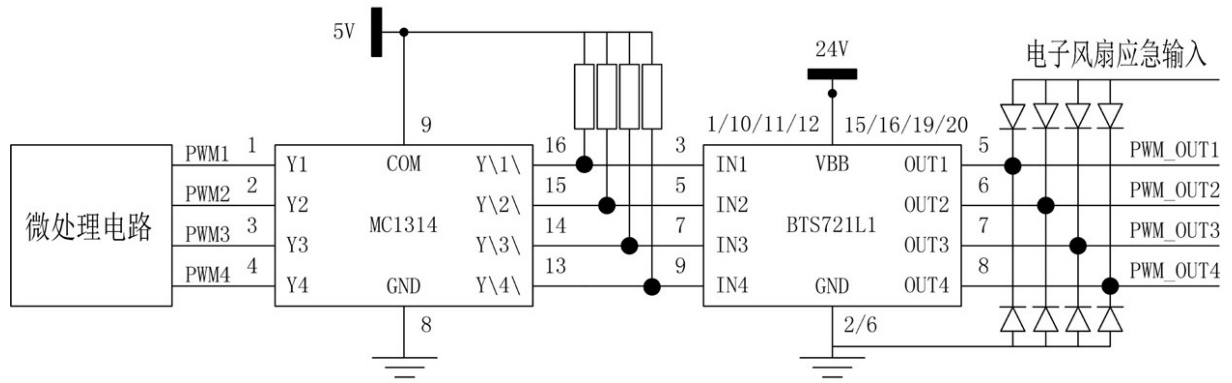 5V
24V
电子风扇应急输入
9
1/10/11/12
15/16/19/20
微处理电路
PWM1
1
Y1
COM
Y\1\
16
3
IN1
VBB
OUT1
5
PWM_OUT1
PWM2
2
Y2
Y\2\
15
5
IN2
OUT2
6
PWM_OUT2
MC1314
BTS721L1
PWM3
3
Y3
Y\3\
14
7
IN3
OUT3
7
PWM_OUT3
PWM4
4
Y4
GND
Y\4\
13
9
IN4
GND
OUT4
8
PWM_OUT4
8
2/6